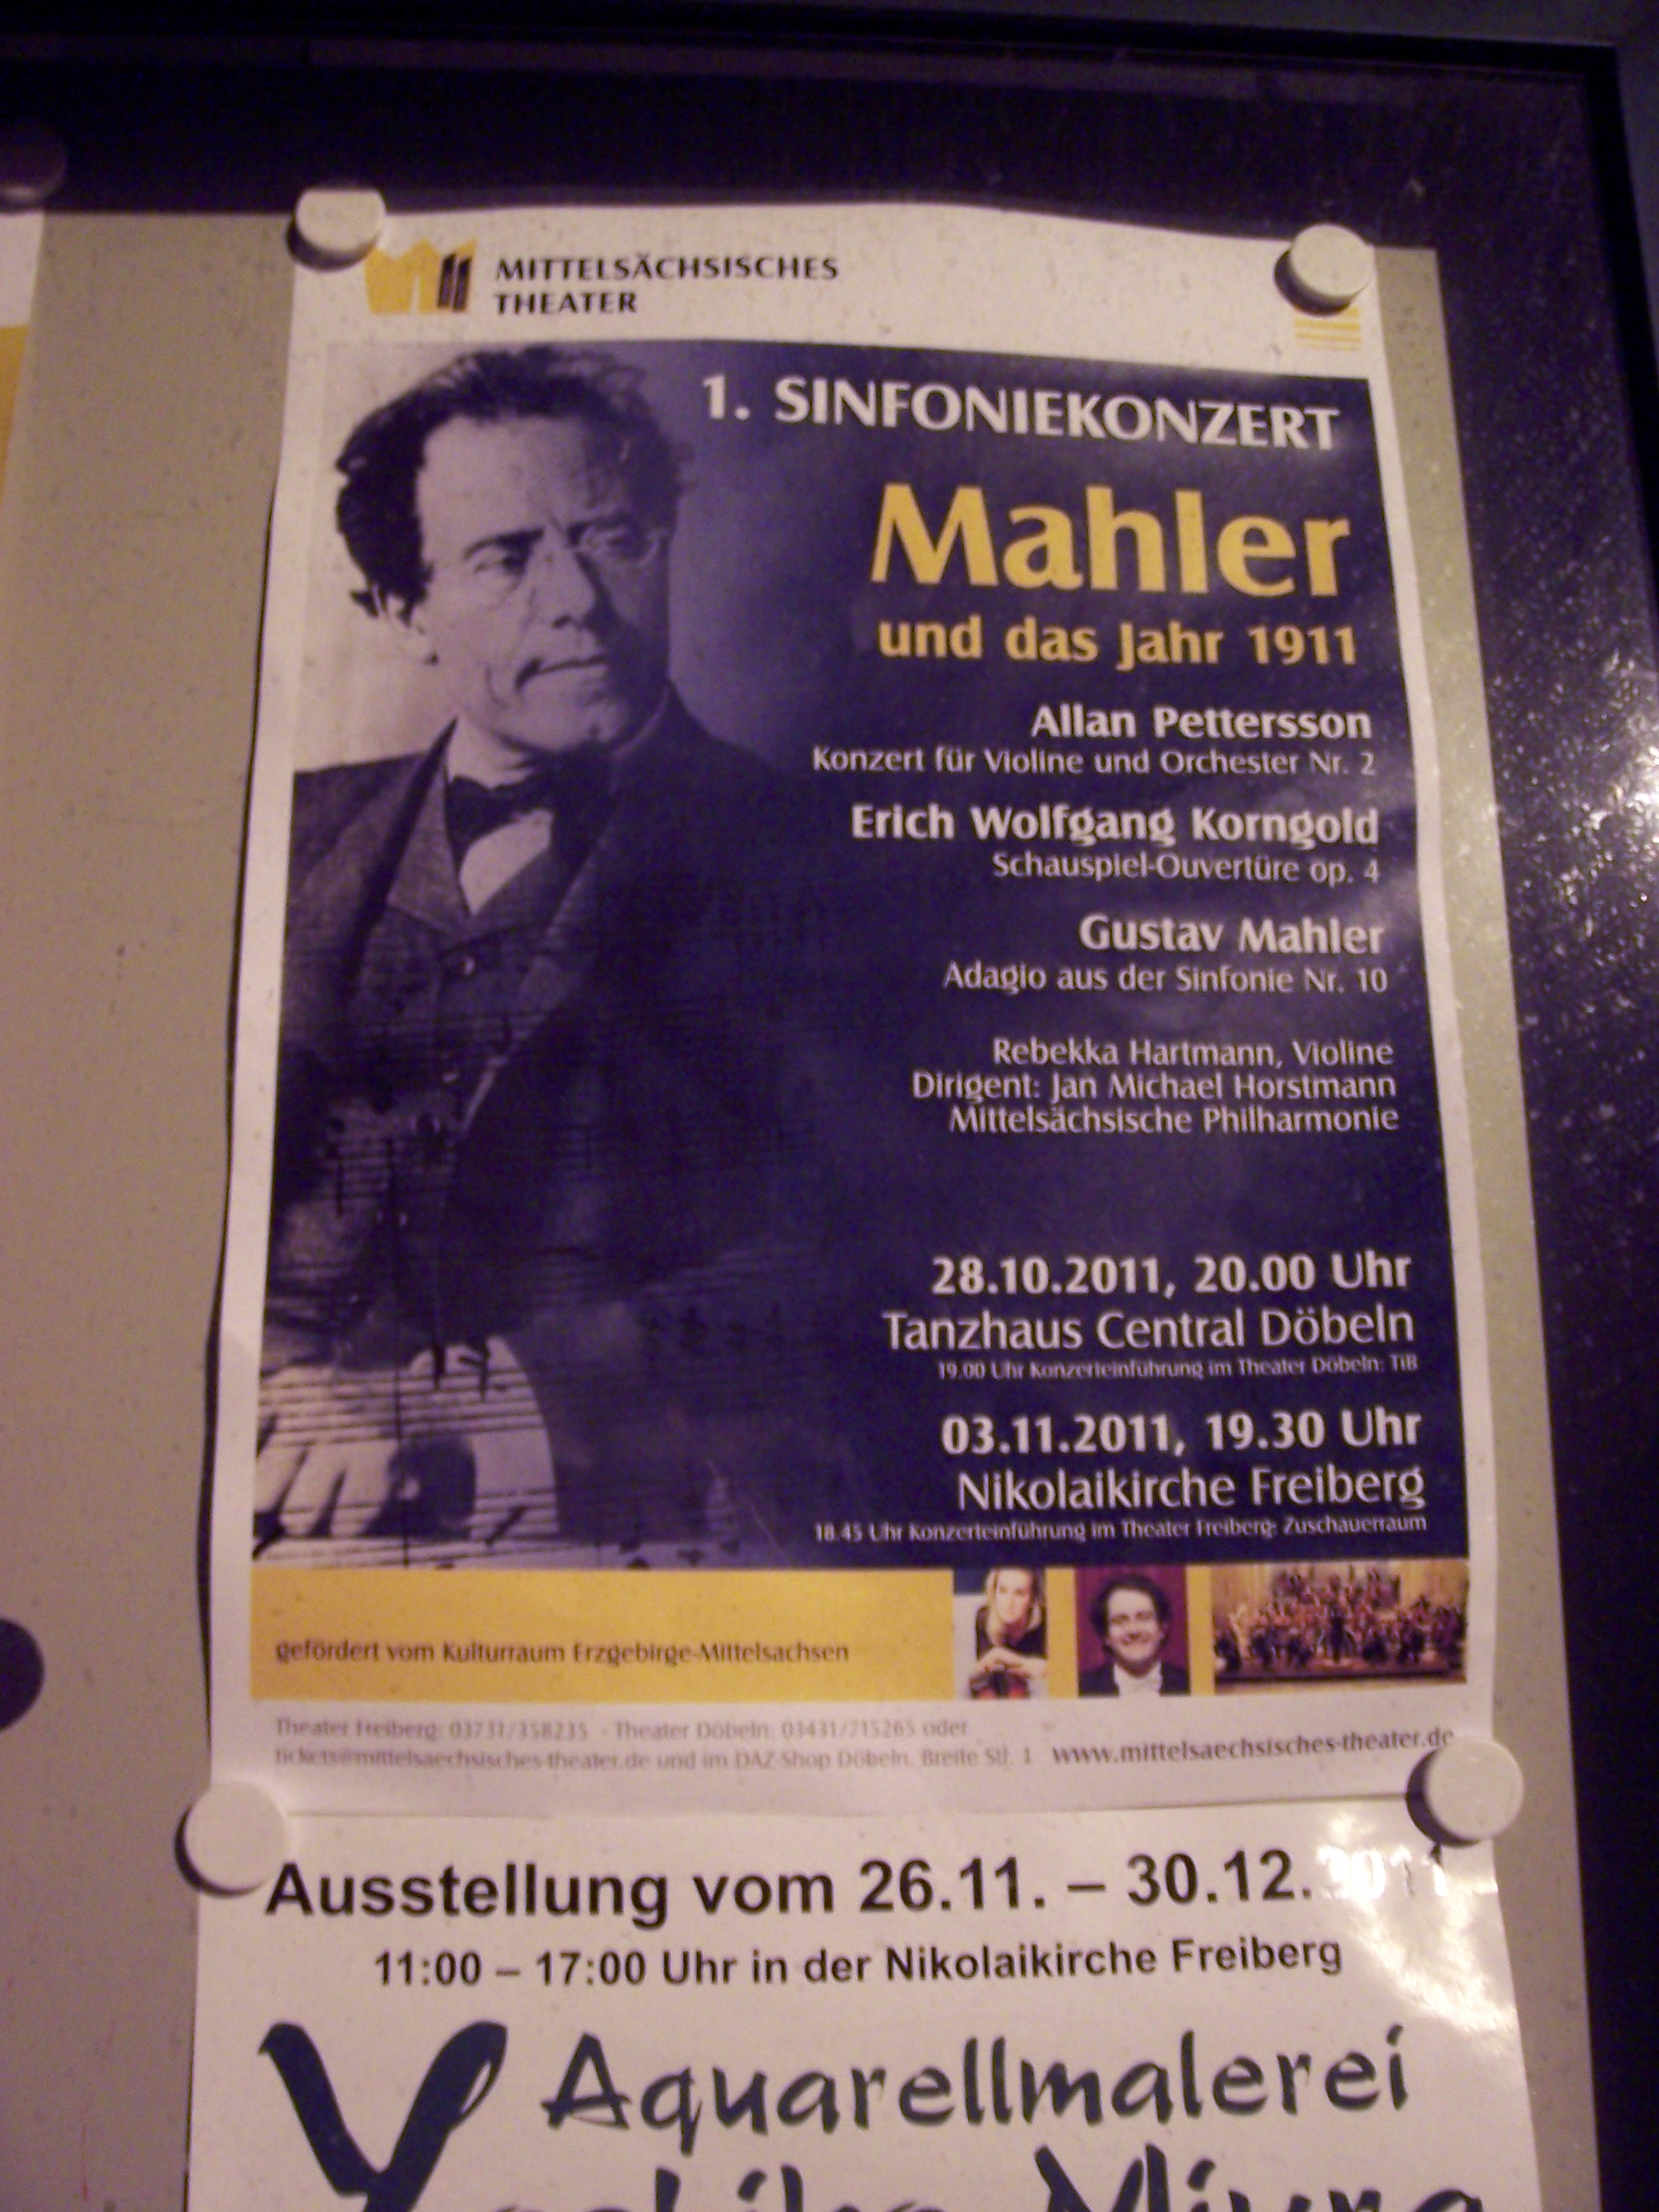 MITTELSÄCHSISCHES
THEATER
1. SINFONIEKONZERT
Mahler
und das Jahr 1911
Allan Pettersson
Konzert für Violine und Orchester Nr. 2
Erich Wolfgang Korngold
Schauspiel-Ouvertüre op. 4
Gustav Mahler
Adagio aus der Sinfonie Nr. 10
Rebekka Hartmann, Violine
Dirigent: Jan Michael Horstmann
Mittelsächsische Philharmonie
28.10.2011, 20.00 Uhr
Tanzhaus Central Döbeln
19.00 Uhr Konzerteinführung im Theater Döbeln: TiB
03.11.2011, 19.30 Uhr
Nikolaikirche Freiberg
18.45 Uhr Konzerteinführung im Theater Freiberg: Zuschauerraum
gefördert vom Kulturraum Erzgebirge-Mittelsachsen
Theater Freiberg: 03731/358235 - Theater Döbeln: 03431/715265 oder
tickets@mittelsaechsisches-theater.de und im DAZ-Shop Döbeln, Breite Str. 1 www.mittelsaechsisches-theater.de
Ausstellung vom 26.11. – 30.12.2011
11:00 – 17:00 Uhr in der Nikolaikirche Freiberg
Aquarellmalerei